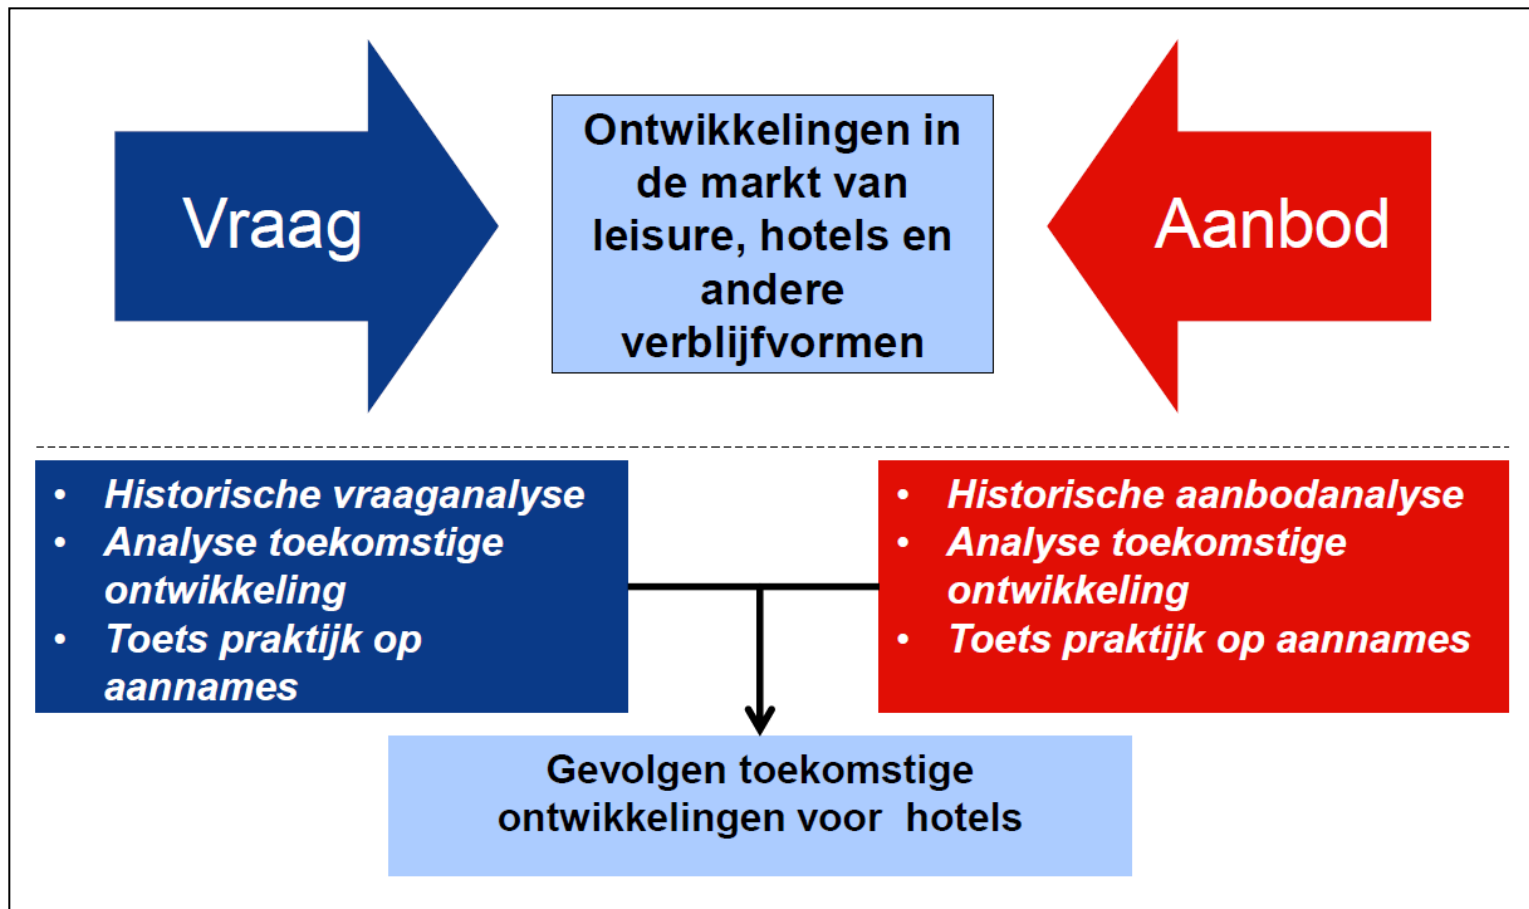 Vraag
Ontwikkelingen in
de markt van
leisure, hotels en
andere
verblijfvormen
Aanbod
• Historische vraaganalyse
• Analyse toekomstige
ontwikkeling
• Toets praktijk op
aannames
• Historische aanbodanalyse
• Analyse toekomstige
ontwikkeling
• Toets praktijk op aannames
Gevolgen toekomstige
ontwikkelingen voor  hotels